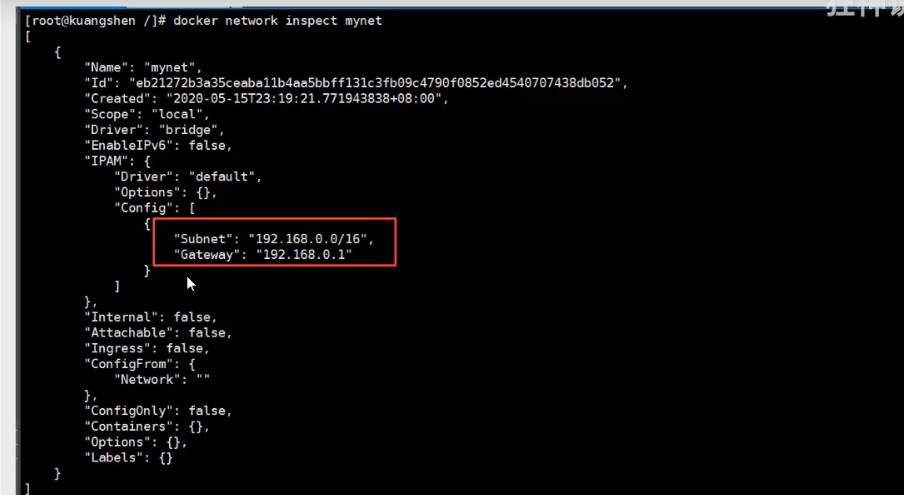 [root@kuangshen /]# docker network inspect mynet
[
    {
        "Name": "mynet",
        "Id": "eb21272b3a35ceaba11b4aa5bbff131c3fb09c4790f0852ed4540707438db052",
        "Created": "2020-05-15T23:19:21.771943838+08:00",
        "Scope": "local",
        "Driver": "bridge",
        "EnableIPv6": false,
        "IPAM": {
            "Driver": "default",
            "Options": {},
            "Config": [
                {
                    "Subnet": "192.168.0.0/16",
                    "Gateway": "192.168.0.1"
                }
            ]
        },
        "Internal": false,
        "Attachable": false,
        "Ingress": false,
        "ConfigFrom": {
            "Network": ""
        },
        "ConfigOnly": false,
        "Containers": {},
        "Options": {},
        "Labels": {}
    }
]